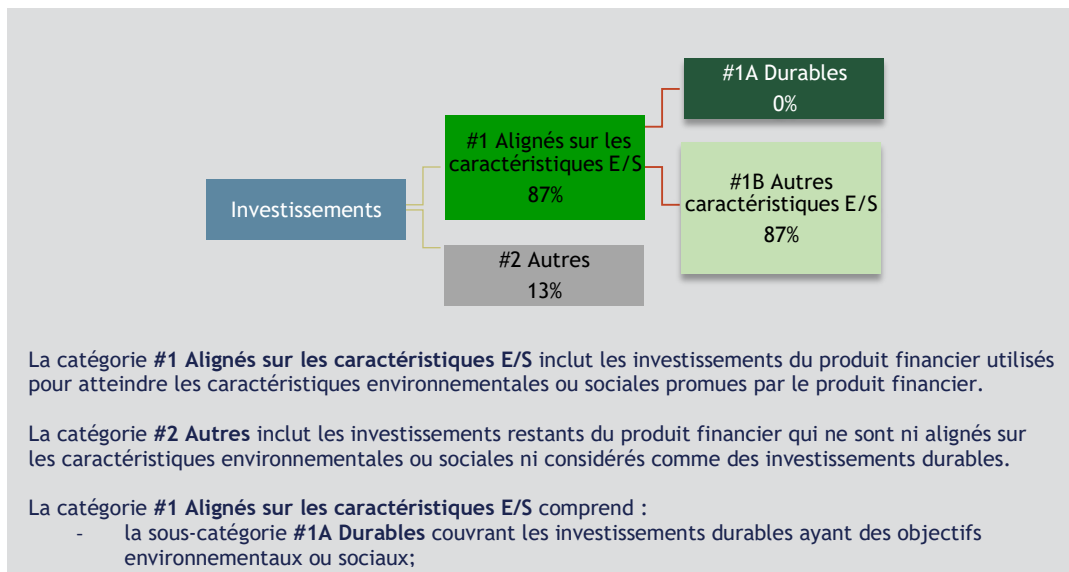 #1A Durables
0%
#1 Alignés sur les
caractéristiques E/S
87%
#1B Autres
caractéristiques E/S
87%
Investissements
#2 Autres
13%
La catégorie #1 Alignés sur les caractéristiques E/S inclut les investissements du produit financier utilisés
pour atteindre les caractéristiques environnementales ou sociales promues par le produit financier.
La catégorie #2 Autres inclut les investissements restants du produit financier qui ne sont ni alignés sur
les caractéristiques environnementales ou sociales ni considérés comme des investissements durables.
La catégorie #1 Alignés sur les caractéristiques E/S comprend :
- la sous-catégorie #1A Durables couvrant les investissements durables ayant des objectifs
environnementaux ou sociaux;